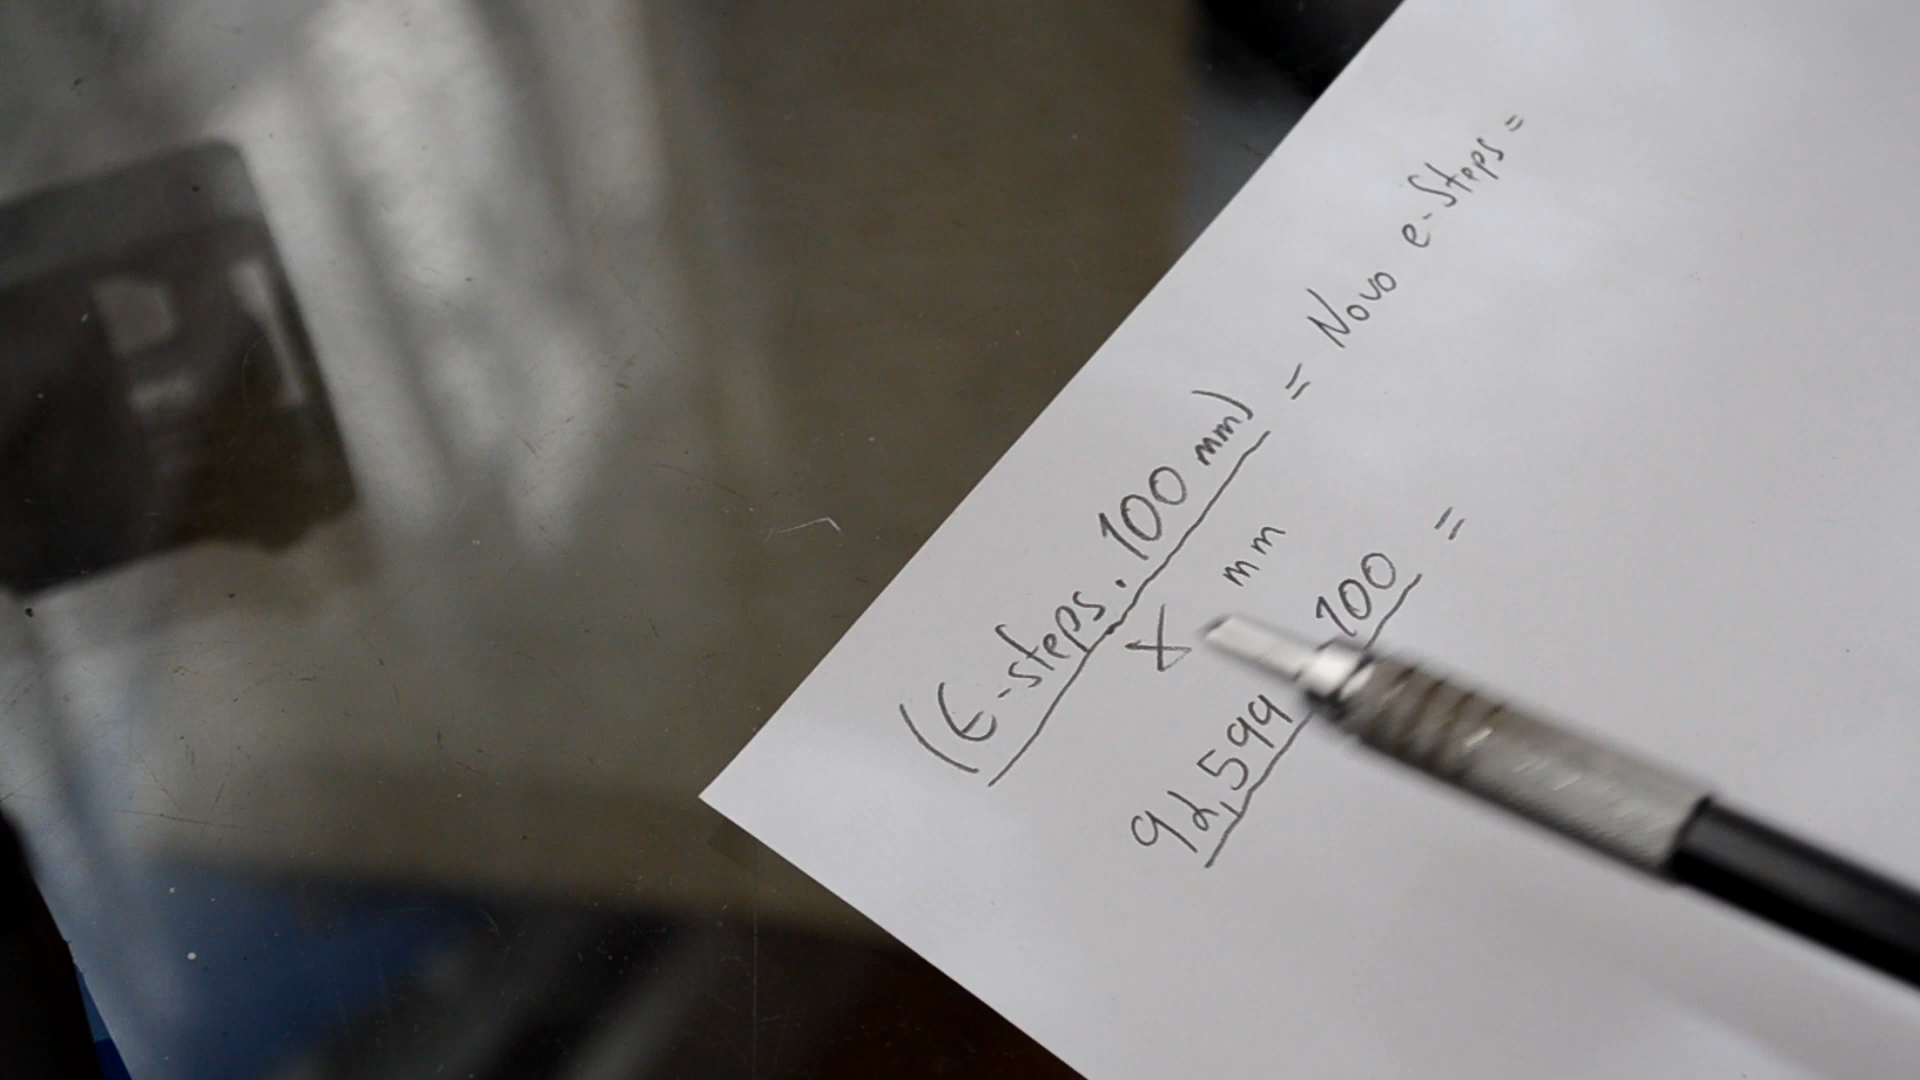 (E-steps . 100 mm) = Novo e-Steps =
X mm
92,599 100 =